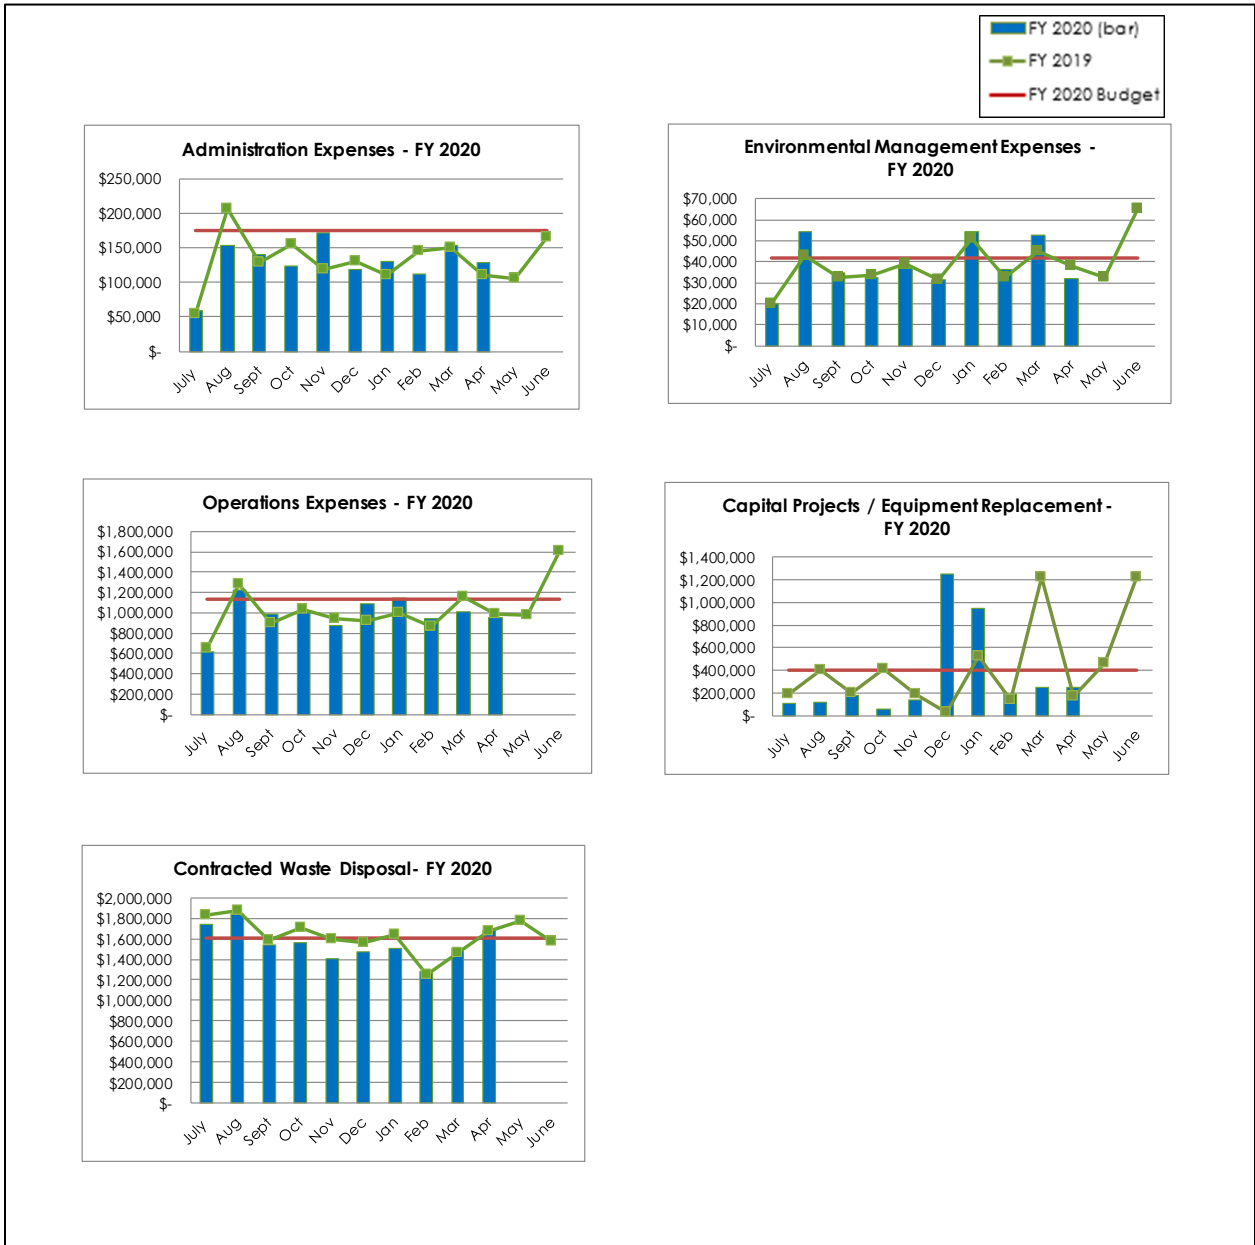 FY 2020 (bar)
FY 2019
FY 2020 Budget
Administration Expenses - FY 2020
$250,000
$200,000
$150,000
$100,000
$50,000
$-
July
Aug
Sept
Oct
Nov
Dec
Jan
Feb
Mar
Apr
May
June
Environmental Management Expenses -
FY 2020
$70,000
$60,000
$50,000
$40,000
$30,000
$20,000
$10,000
$-
July
Aug
Sept
Oct
Nov
Dec
Jan
Feb
Mar
Apr
May
June
Operations Expenses - FY 2020
$1,800,000
$1,600,000
$1,400,000
$1,200,000
$1,000,000
$800,000
$600,000
$400,000
$200,000
$-
July
Aug
Sept
Oct
Nov
Dec
Jan
Feb
Mar
Apr
May
June
Capital Projects / Equipment Replacement -
FY 2020
$1,400,000
$1,200,000
$1,000,000
$800,000
$600,000
$400,000
$200,000
$-
July
Aug
Sept
Oct
Nov
Dec
Jan
Feb
Mar
Apr
May
June
Contracted Waste Disposal- FY 2020
$2,000,000
$1,800,000
$1,600,000
$1,400,000
$1,200,000
$1,000,000
$800,000
$600,000
$400,000
$200,000
$-
July
Aug
Sept
Oct
Nov
Dec
Jan
Feb
Mar
Apr
May
June